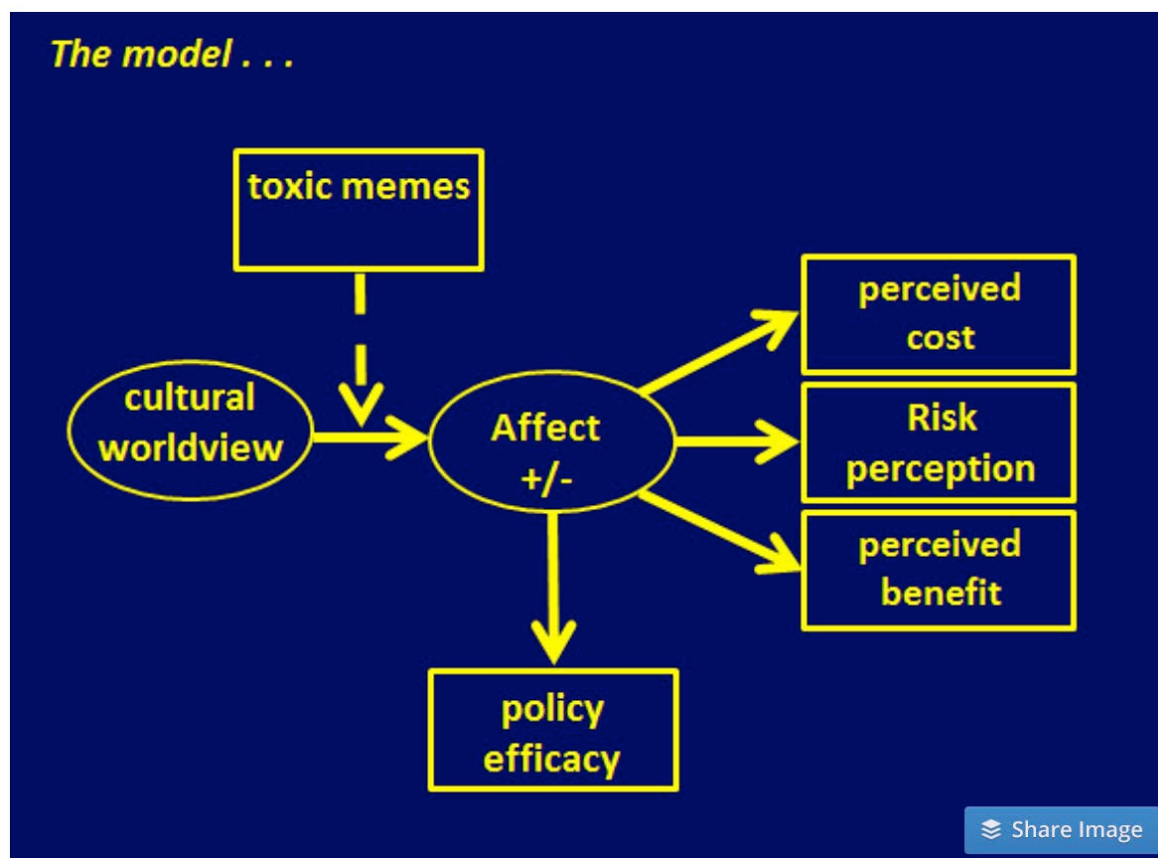 The model . . .
toxic memes
cultural
worldview
Affect
+/-
perceived
cost
Risk
perception
perceived
benefit
policy
efficacy
Share Image